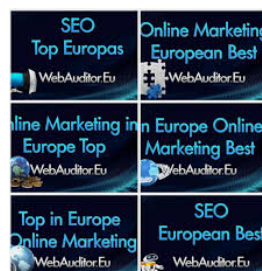 SEO
Top Europas
WebAuditor.Eu
Online Marketing
European Best
WebAuditor.Eu
nline Marketing in
Europe Top
WebAuditor.Eu
n Europe Online
Marketing Best
WebAuditor.Eu
Top in Europe
Online Marketing
WebAuditor.Eu
SEO
European Best
WebAuditor.Eu